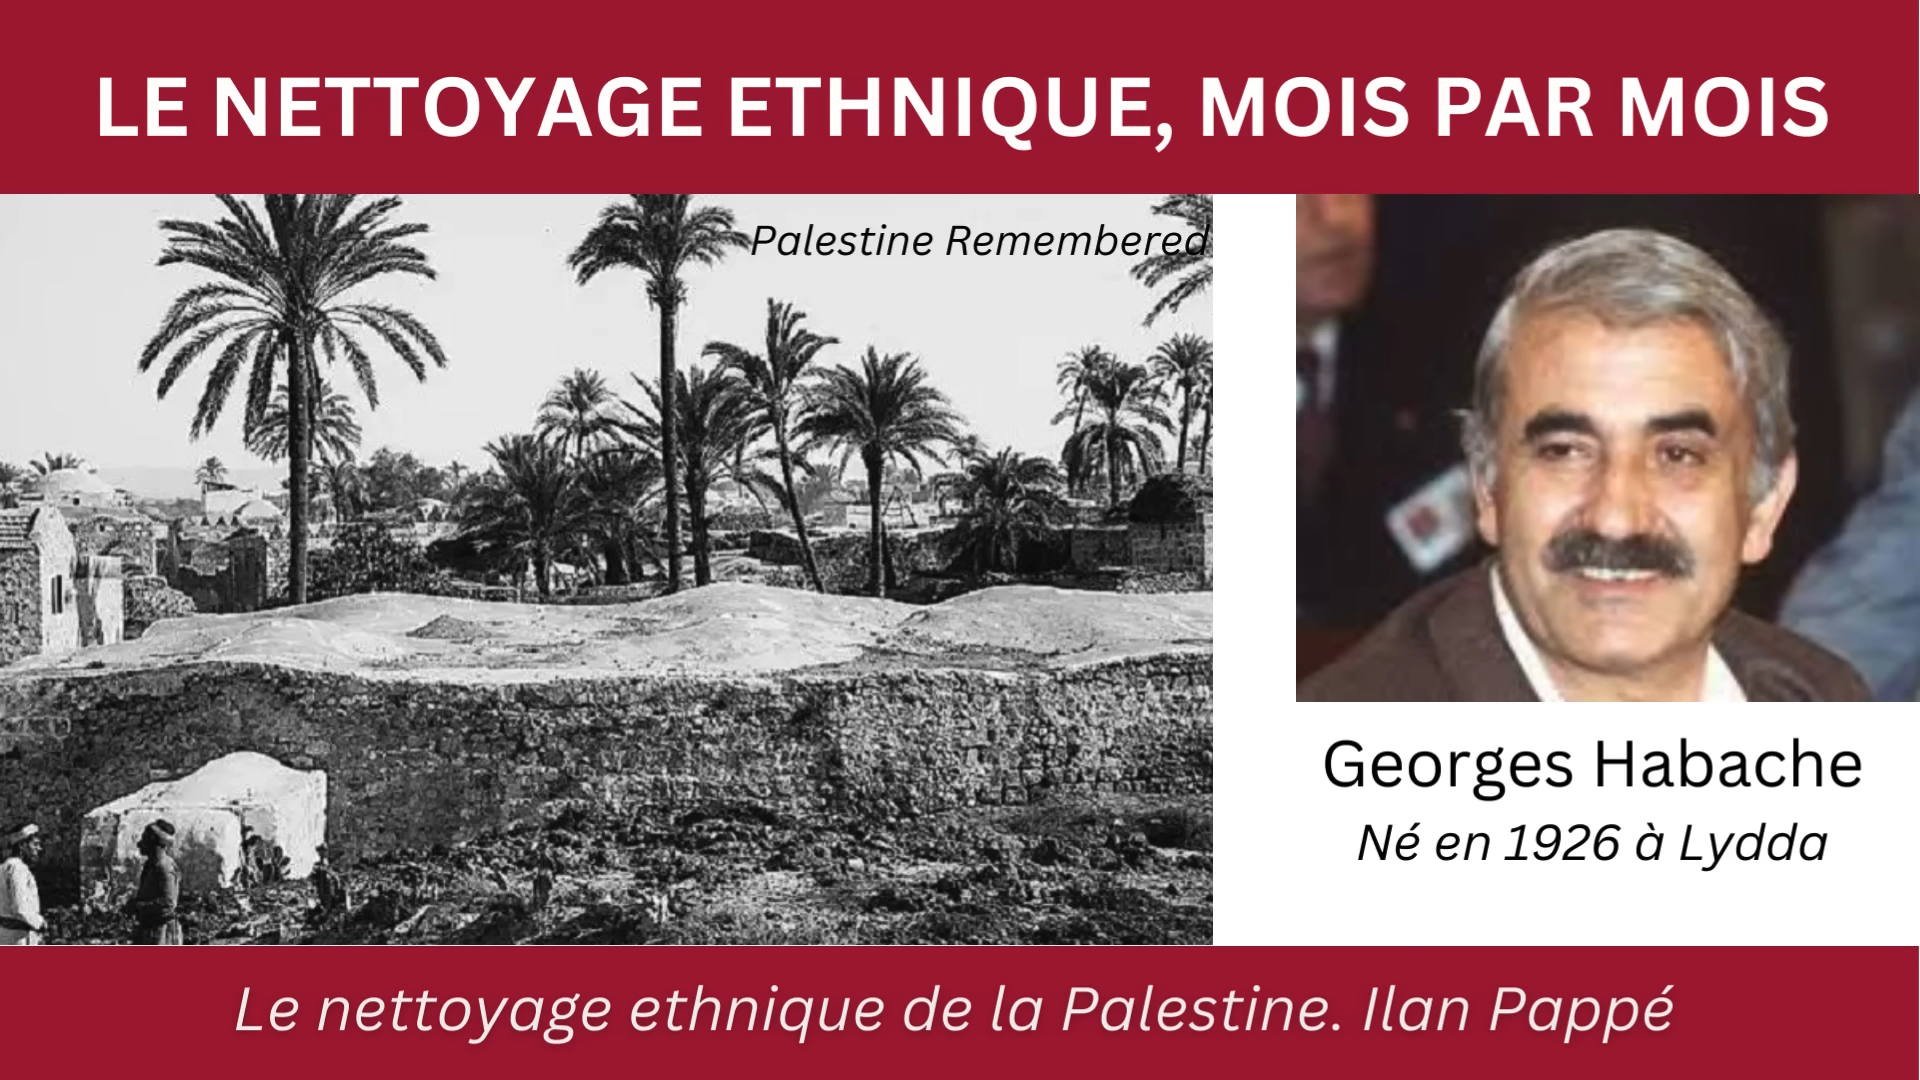 LE NETTOYAGE ETHNIQUE, MOIS PAR MOIS
Palestine Remembered
Georges Habache
Né en 1926 à Lydda
Le nettoyage ethnique de la Palestine. Ilan Pappé